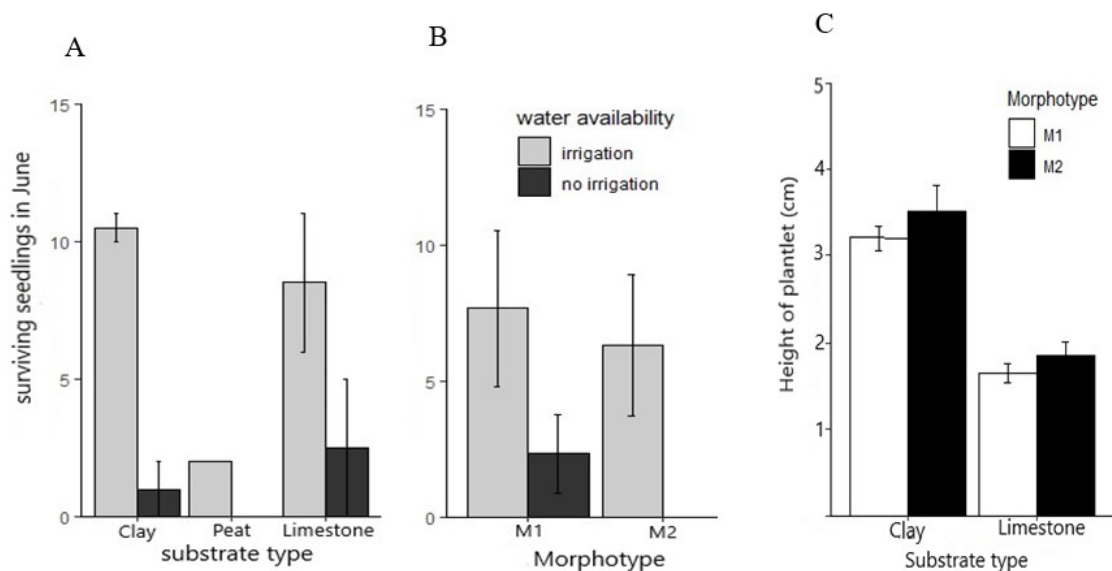 A
surviving seedlings in June
15
10
5
0
Clay Peat Limestone
substrate type
B
15
10
5
0
water availability
irrigation
no irrigation
M1 M2
Morphotype
C
Height of plantlet (cm)
5
4
3
2
1
Morphotype
M1
M2
Clay Limestone
Substrate type